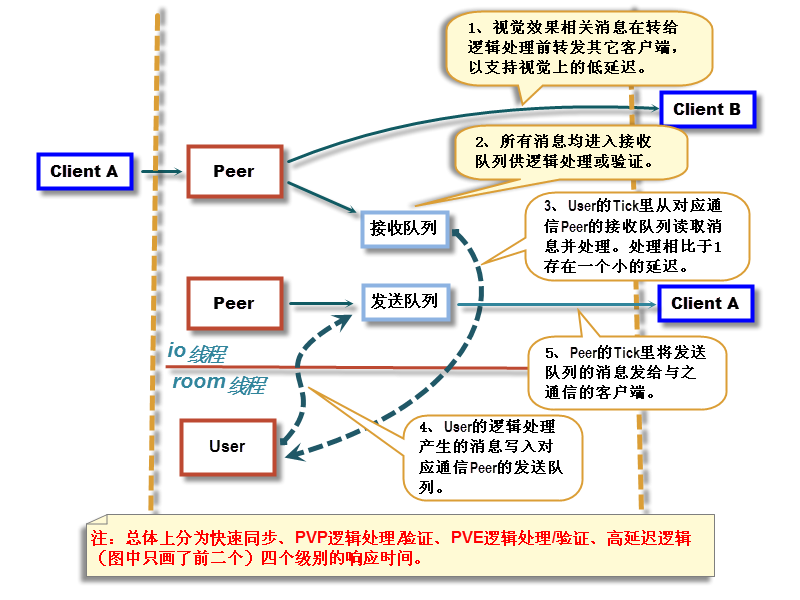 1、视觉效果相关消息在转给
逻辑处理前转发其它客户端，
以支持视觉上的低延迟。
Client B
2、所有消息均进入接收
队列供逻辑处理或验证。
Client A
Peer
接收队列
3、User的Tick里从对应通
信Peer的接收队列读取消
息并处理。处理相比于1
存在一个小的延迟。
Peer
发送队列
Client A
io线程
room线程
5、Peer的Tick里将发送
队列的消息发给与之
通信的客户端。
User
4、User的逻辑处理
产生的消息写入对
应通信Peer的发送队
列。
注：总体上分为快速同步、PVP逻辑处理/验证、PVE逻辑处理/验证、高延迟逻辑
（图中只画了前二个）四个级别的响应时间。